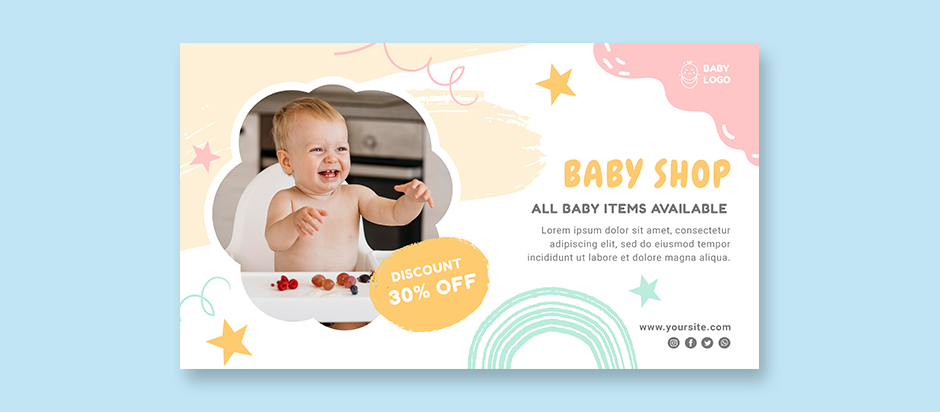 BABY
LOGO
BABY SHOP
ALL BABY ITEMS AVAILABLE
Lorem ipsum dolor sit amet, consectetur
adipiscing elit, sed do eiusmod tempor
incididunt ut labore et dolore magna aliqua.
DISCOUNT
30% OFF
www.yoursite.com